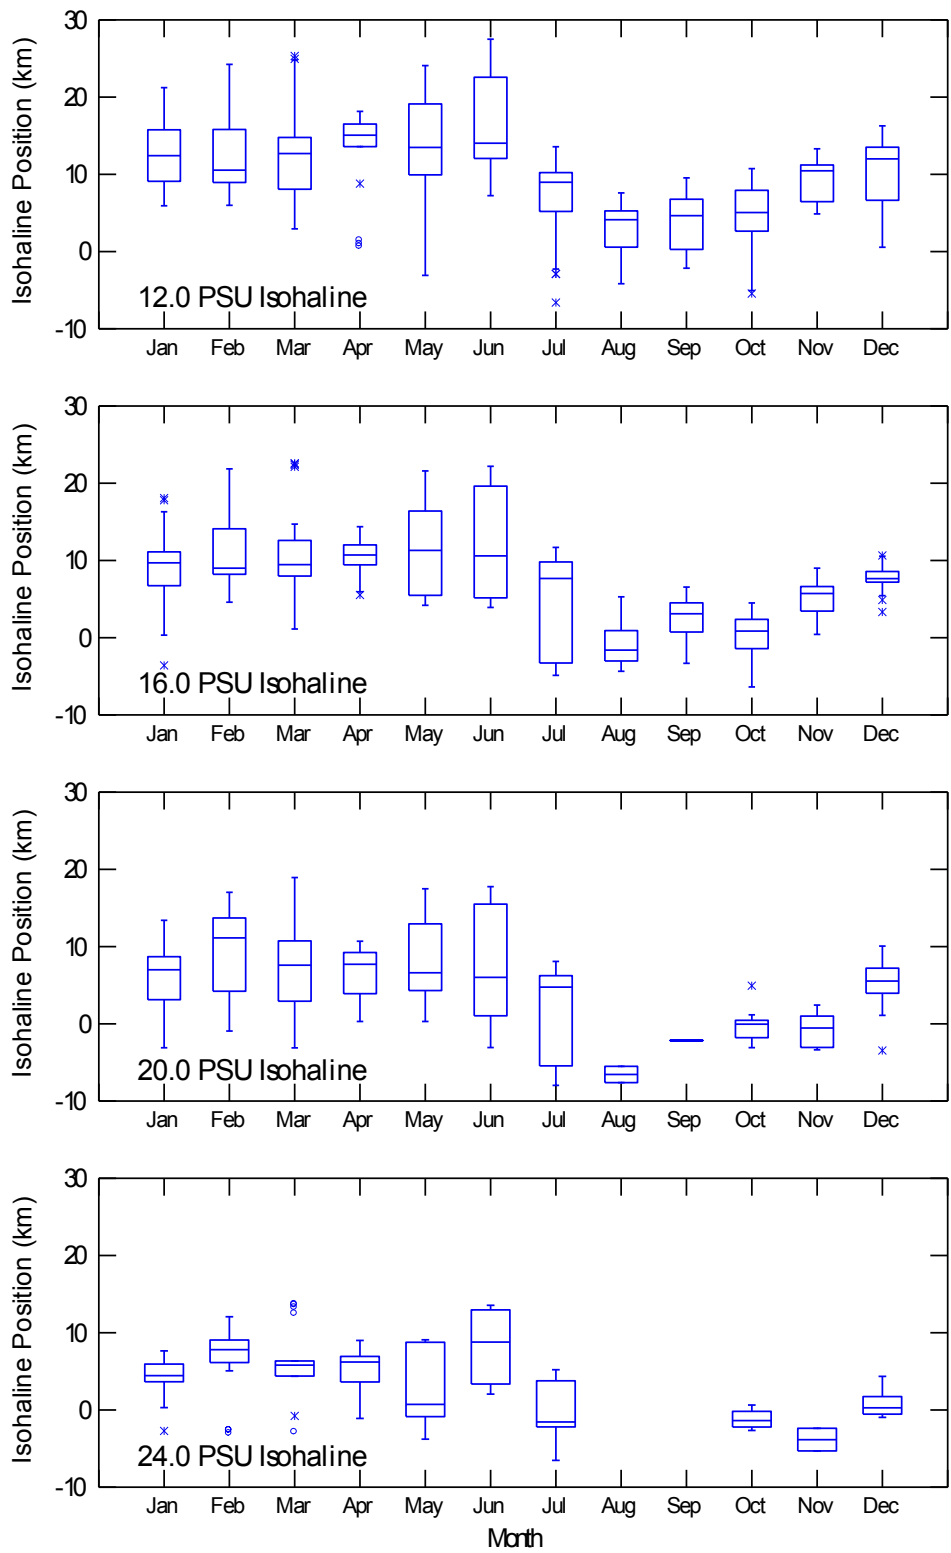 30
20
10
0
-10
Isohaline Position (km)
12.0 PSU Isohaline
Jan Feb Mar Apr May Jun Jul Aug Sep Oct Nov Dec
30
20
10
0
-10
Isohaline Position (km)
16.0 PSU Isohaline
Jan Feb Mar Apr May Jun Jul Aug Sep Oct Nov Dec
30
20
10
0
-10
Isohaline Position (km)
20.0 PSU Isohaline
Jan Feb Mar Apr May Jun Jul Aug Sep Oct Nov Dec
30
20
10
0
-10
Isohaline Position (km)
24.0 PSU Isohaline
Jan Feb Mar Apr May Jun Jul Aug Sep Oct Nov Dec
Month